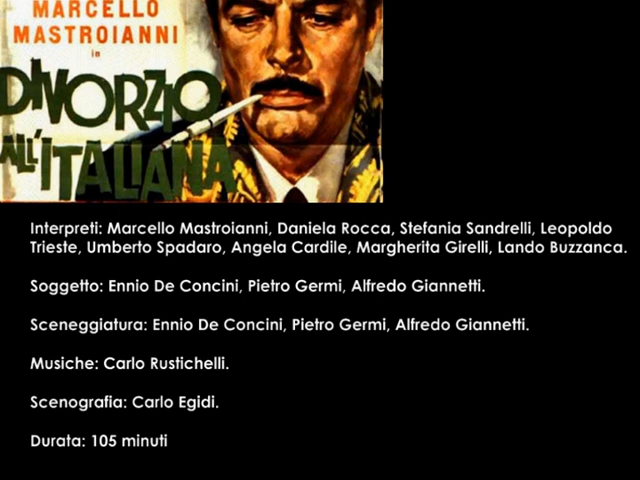 MARCELLO
MASTROIANNI
in
DIVORZIO
ALL'ITALIANA
Interpreti: Marcello Mastroianni, Daniela Rocca, Stefania Sandrelli, Leopoldo
Trieste, Umberto Spadaro, Angela Cardile, Margherita Girelli, Lando Buzzanca.
Soggetto: Ennio De Concini, Pietro Germi, Alfredo Giannetti.
Sceneggiatura: Ennio De Concini, Pietro Germi, Alfredo Giannetti.
Musiche: Carlo Rustichelli.
Scenografia: Carlo Egidi.
Durata: 105 minuti